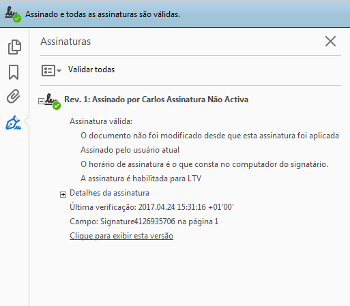 Assinado e todas as assinaturas são válidas.
Assinaturas
Validar todas
Rev. 1: Assinado por Carlos Assinatura Não Activa
Assinatura válida:
O documento não foi modificado desde que esta assinatura foi aplicada
Assinado pelo usuário atual
O horário de assinatura é o que consta no computador do signatário.
A assinatura é habilitada para LTV
Detalhes da assinatura
Última verificação: 2017.04.24 15:31:16 +01'00'
Campo: Signature4126935706 na página 1
Clique para exibir esta versão